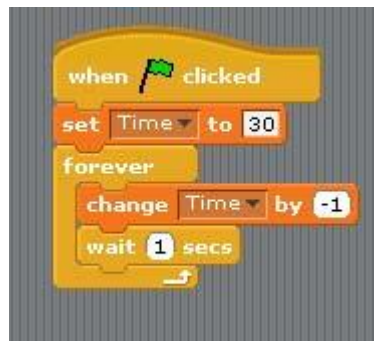 when clicked
set Time to 30
forever
change Time by -1
wait 1 secs